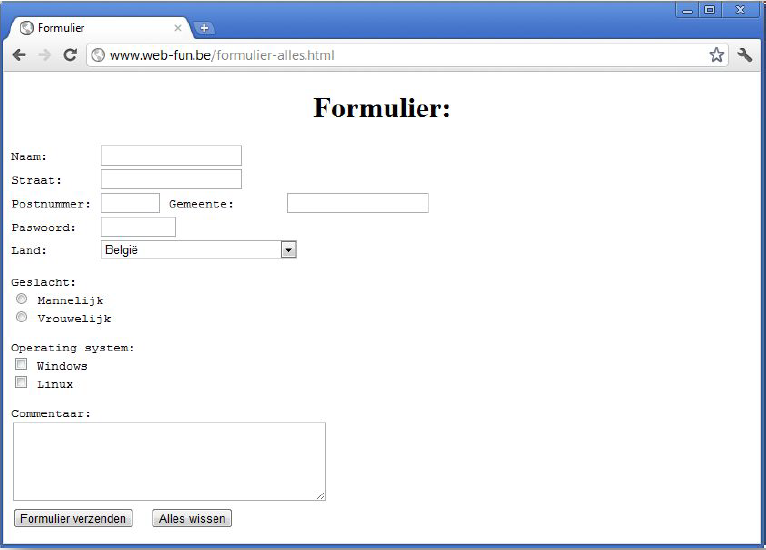 Formulier
www.web-fun.be/formulier-alles.html
Formulier:
Naam:
Straat:
Postnummer: Gemeente:
Paswoord:
Land: België
Geslacht:
Mannelijk
Vrouwelijk
Operating system:
Windows
Linux
Commentaar:
Formulier verzenden Alles wissen